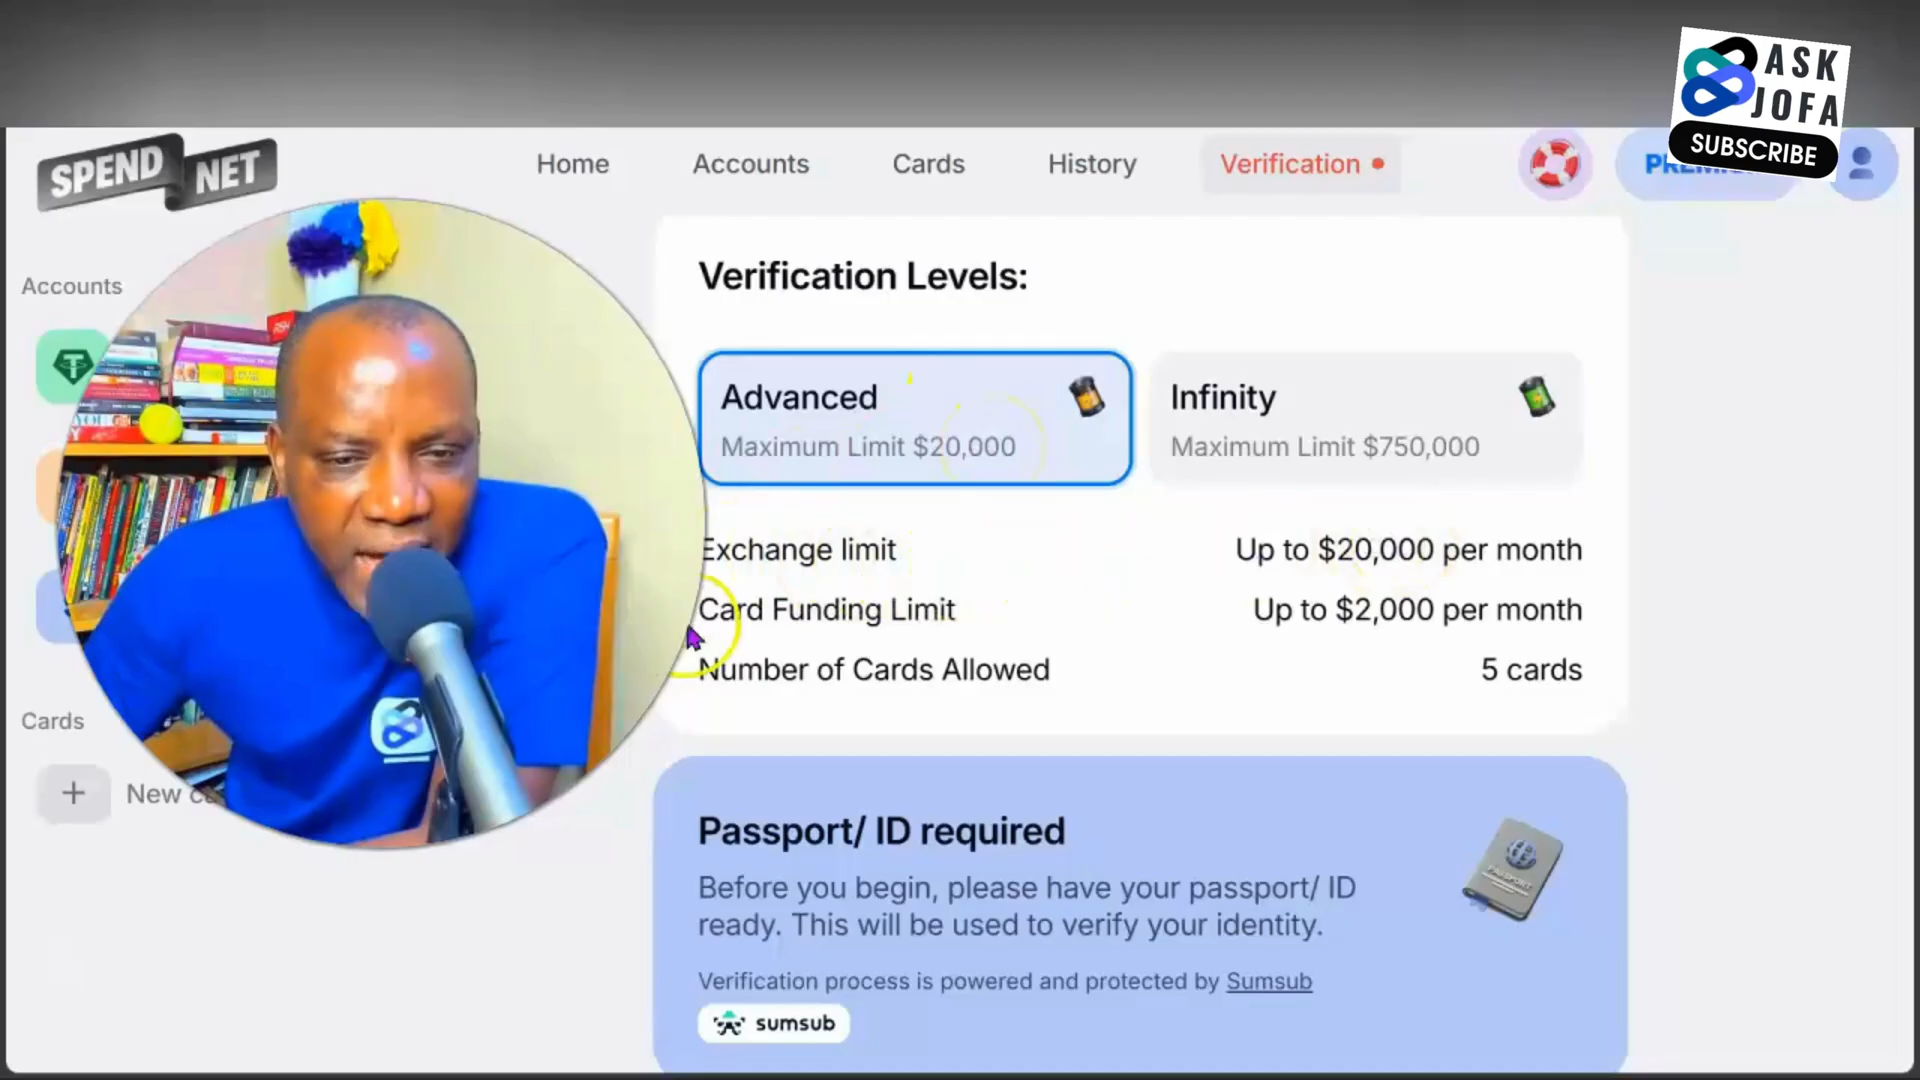 ASK
JOFA
SUBSCRIBE
SPEND NET
Home
Accounts
Cards
History
Verification
Accounts
Verification Levels:
Advanced
Maximum Limit $20,000
Infinity
Maximum Limit $750,000
Exchange limit
Up to $20,000 per month
Card Funding Limit
Up to $2,000 per month
Number of Cards Allowed
5 cards
Cards
New
Passport/ ID required
Before you begin, please have your passport/ ID
ready. This will be used to verify your identity.
PASSPORT
Verification process is powered and protected by Sumsub
sumsub